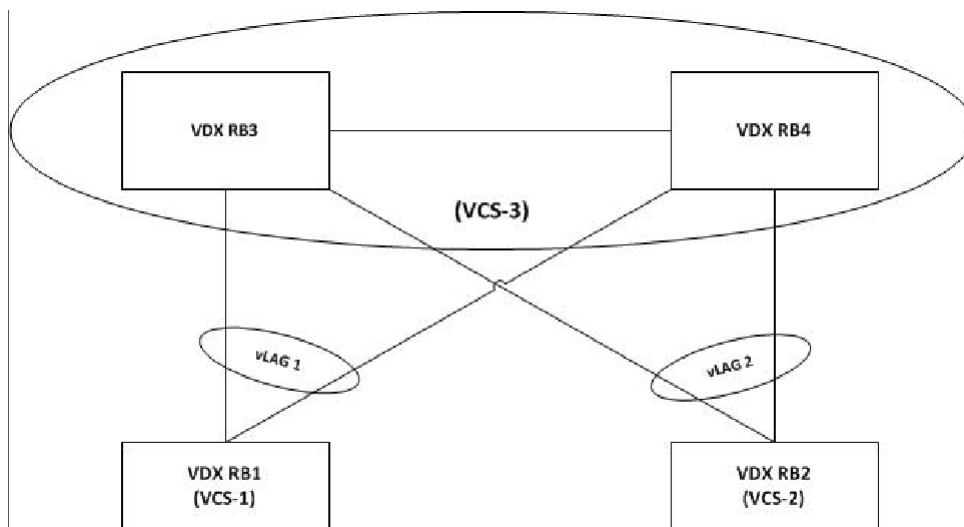 VDX RB3
VDX RB4
(VCS-3)
vLAG 1
vLAG 2
VDX RB1
(VCS-1)
VDX RB2
(VCS-2)